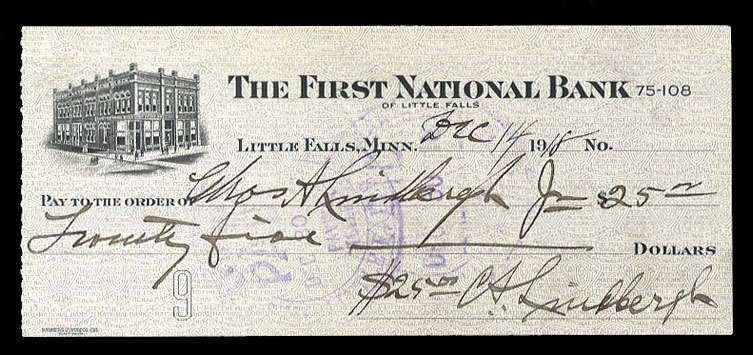 THE FIRST NATIONAL BANK 75-108
OF LITTLE FALLS
LITTLE FALLS, MINN. Dec 14 1918 No.
PAY TO THE ORDER OF Chas A Lindbergh Jr $25 00
Twenty five DOLLARS
9 $25 00 C A Lindbergh